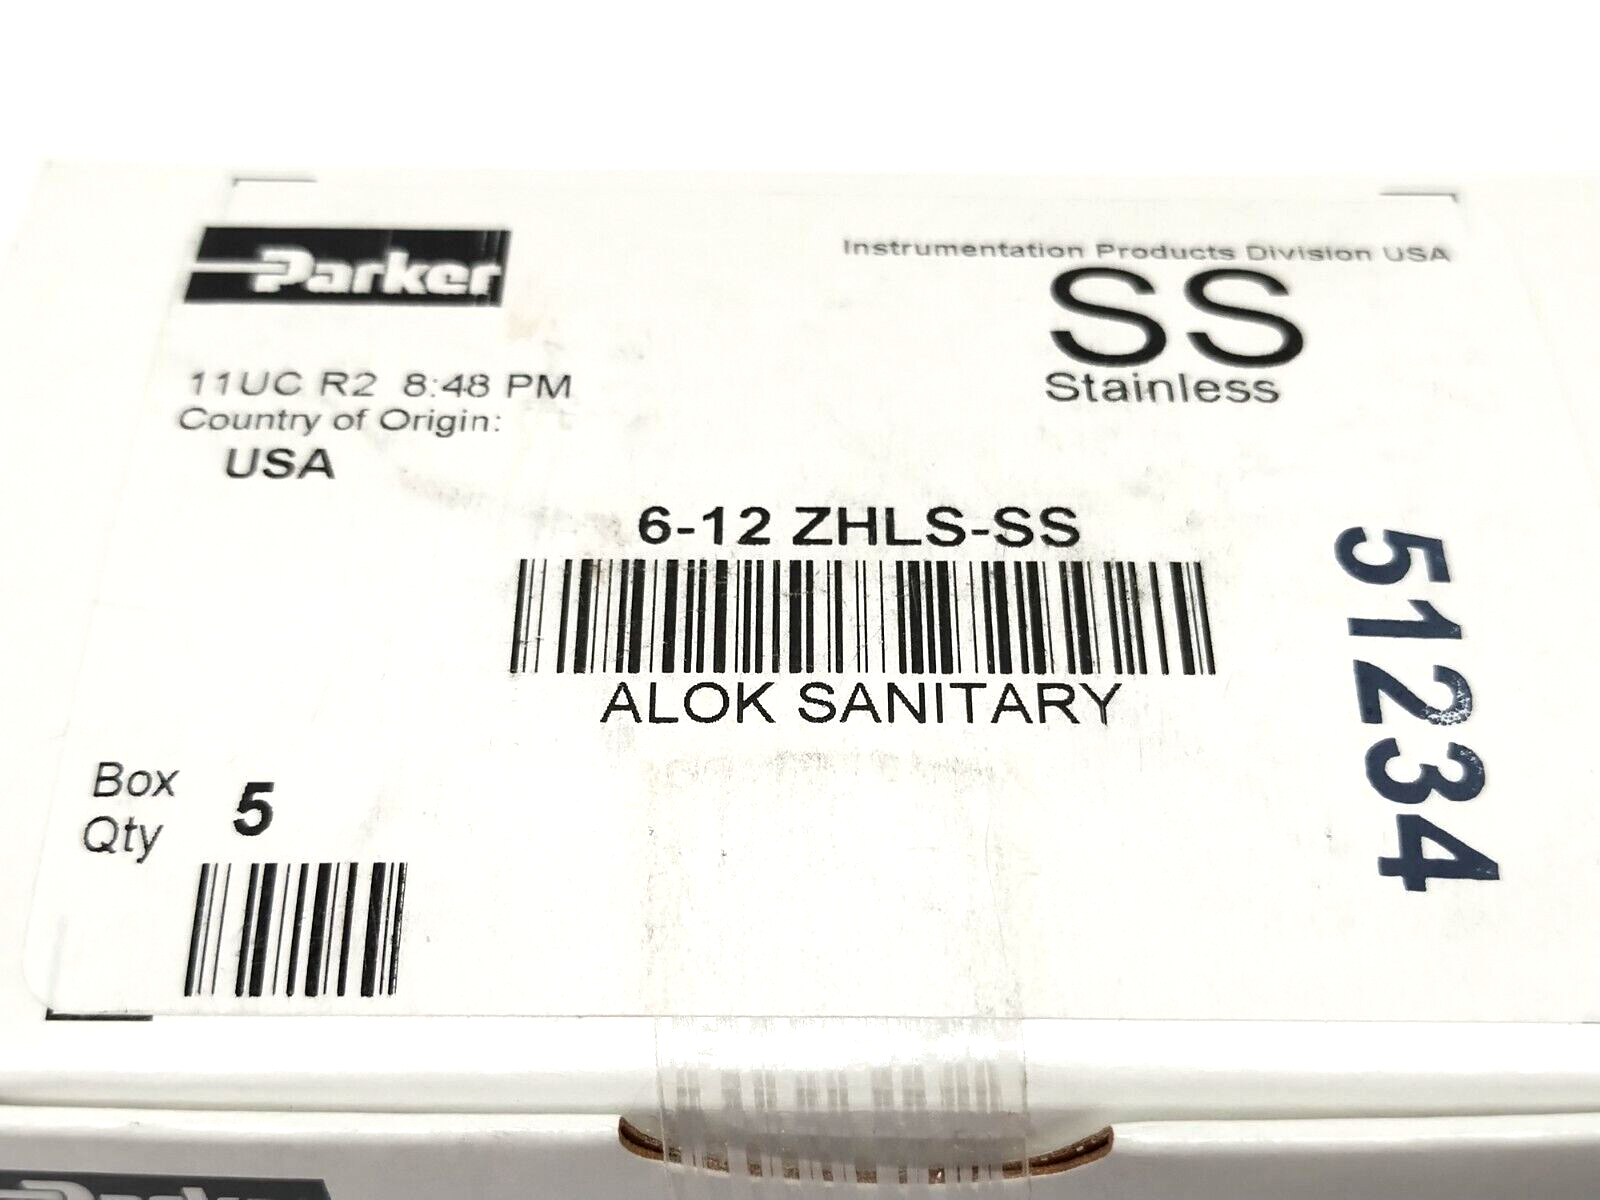 Parker
Instrumentation Products Division USA
SS
Stainless
11UC R2 8:48 PM
Country of Origin:
USA
6-12 ZHLS-SS
ALOK SANITARY
51234
Box
Qty
5
Parker